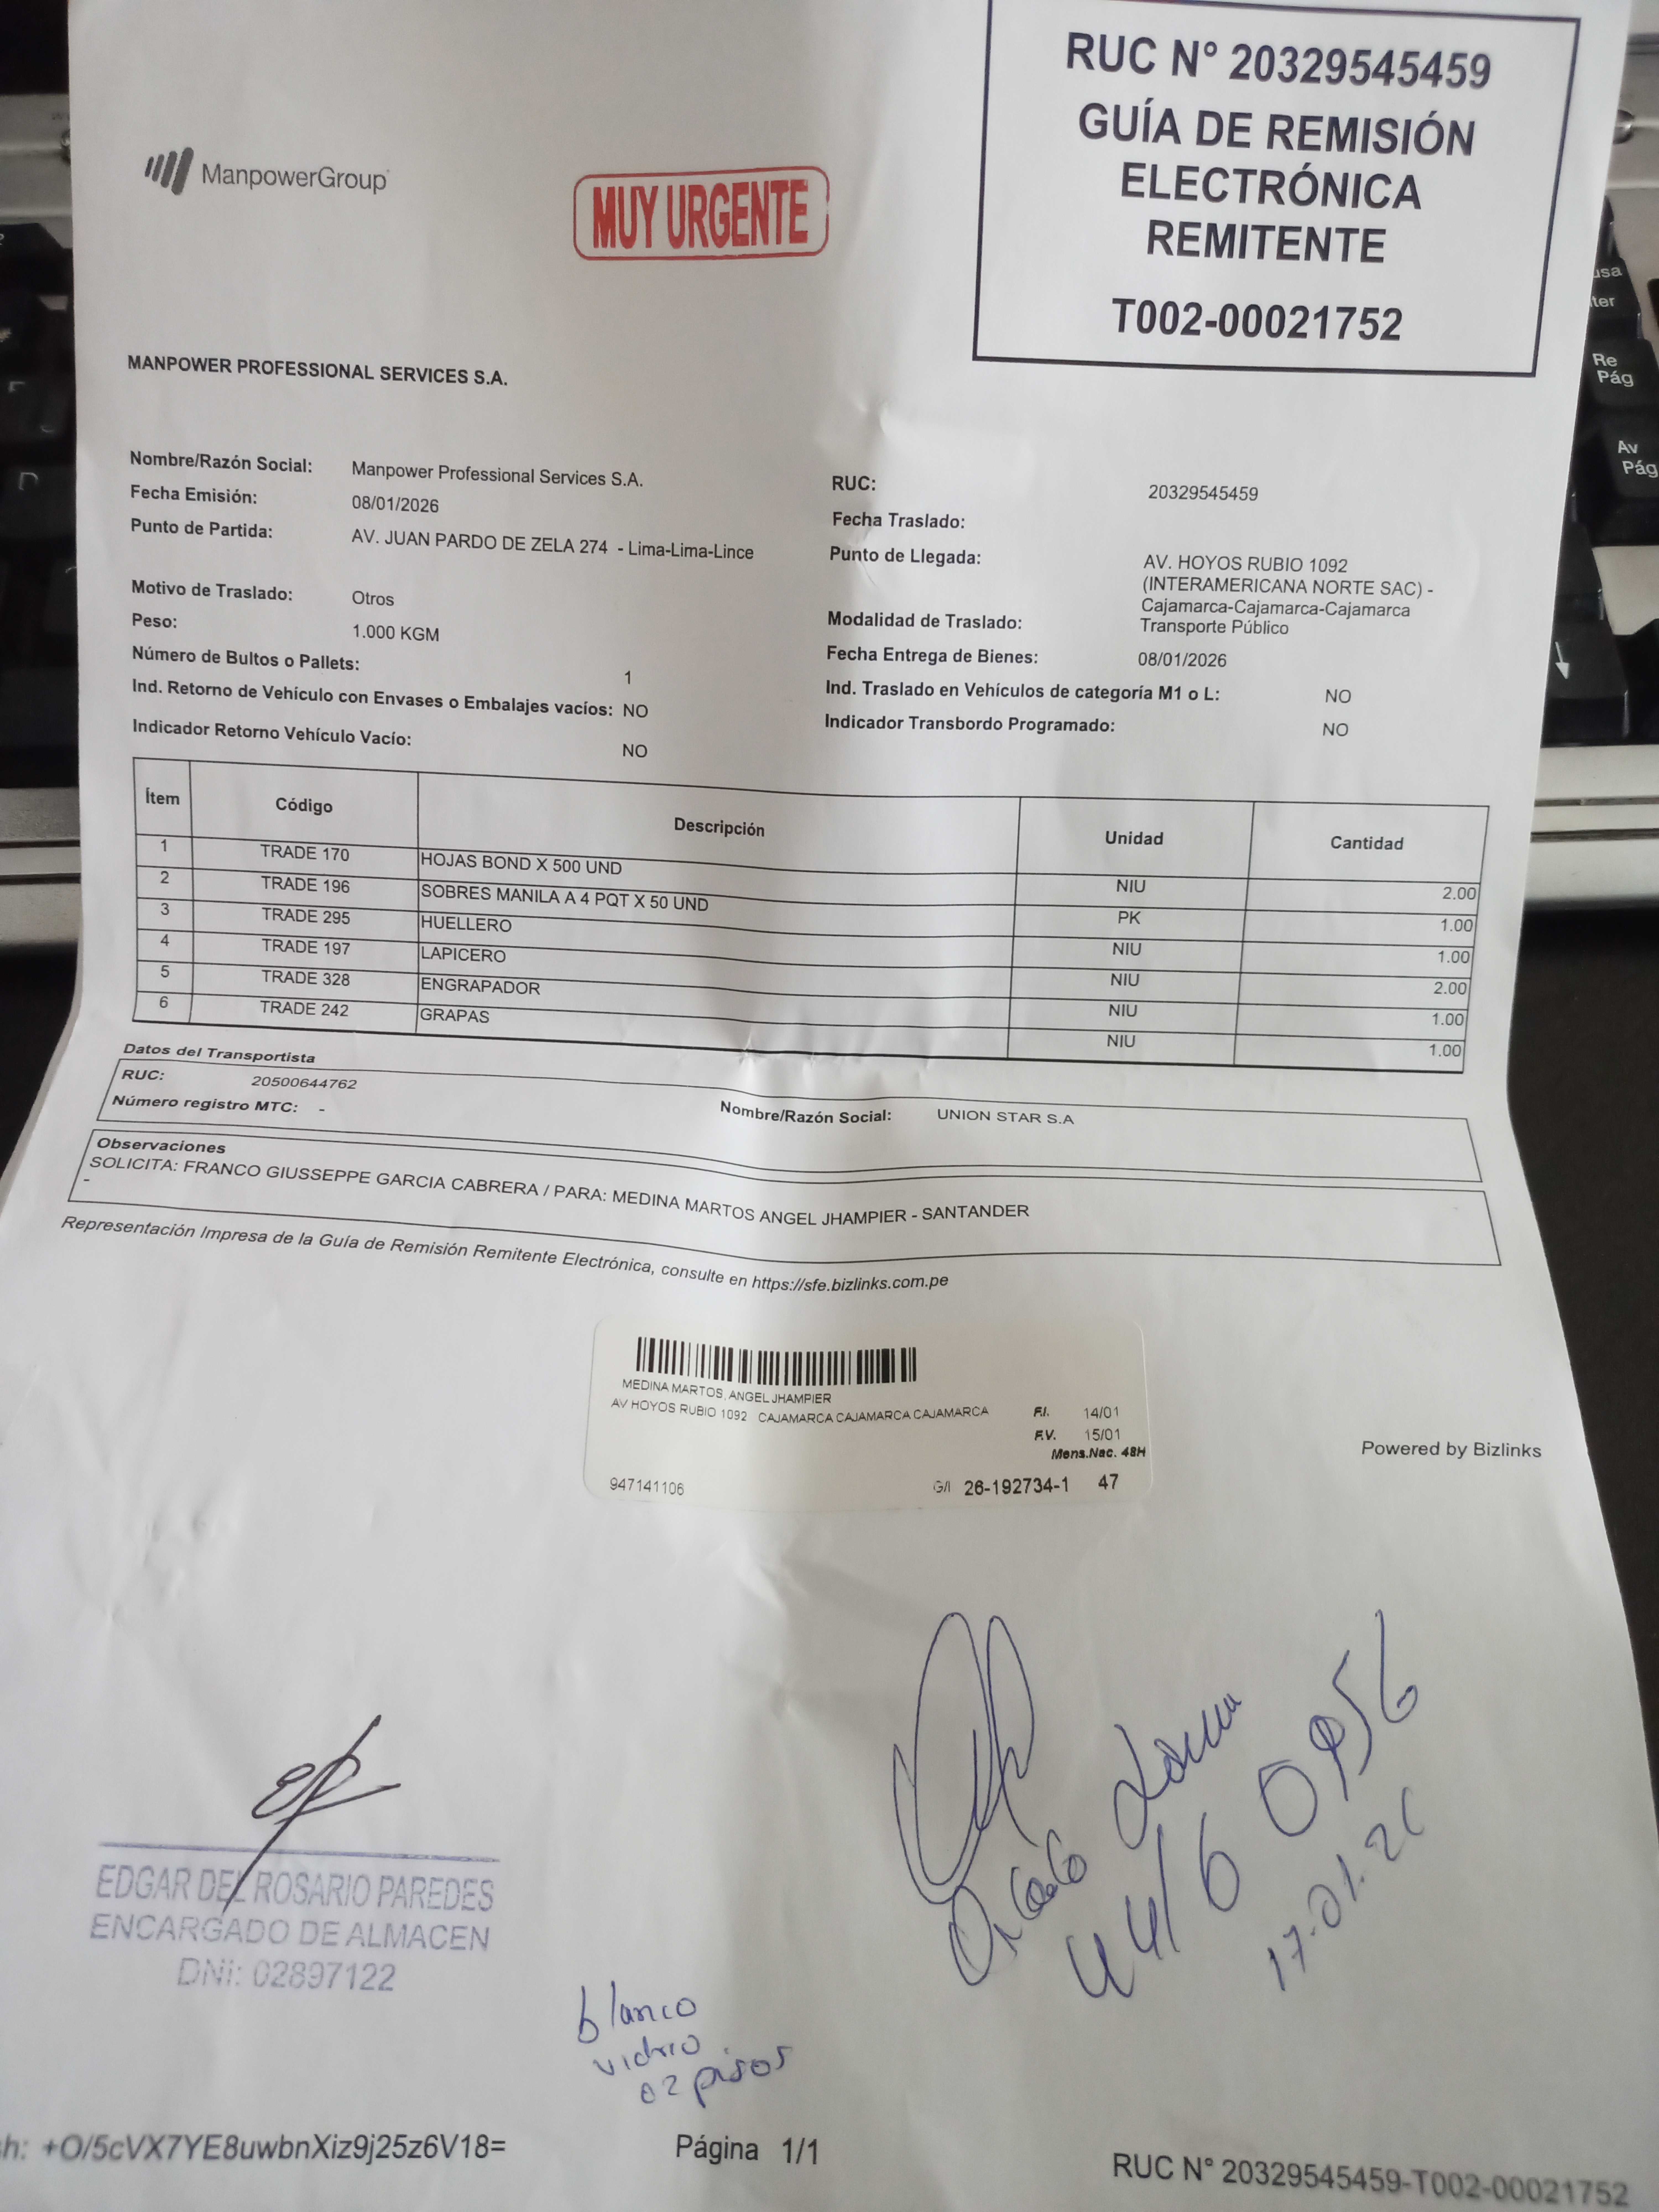 RUC N° 20329545459
GUÍA DE REMISIÓN
ELECTRÓNICA
REMITENTE
T002-00021752
ManpowerGroup
MUY URGENTE
MANPOWER PROFESSIONAL SERVICES S.A.
Nombre/Razón Social: Manpower Professional Services S.A.
Fecha Emisión: 08/01/2026
Punto de Partida: AV. JUAN PARDO DE ZELA 274 - Lima-Lima-Lince
Motivo de Traslado: Otros
Peso: 1.000 KGM
Número de Bultos o Pallets: 1
Ind. Retorno de Vehículo con Envases o Embalajes vacíos: NO
Indicador Retorno Vehículo Vacío: NO
RUC: 20329545459
Fecha Traslado:
Punto de Llegada: AV. HOYOS RUBIO 1092
(INTERAMERICANA NORTE SAC) -
Cajamarca-Cajamarca-Cajamarca
Modalidad de Traslado: Transporte Público
Fecha Entrega de Bienes: 08/01/2026
Ind. Traslado en Vehículos de categoría M1 o L: NO
Indicador Transbordo Programado: NO
Ítem Código Descripción Unidad Cantidad
1 TRADE 170 HOJAS BOND X 500 UND NIU 2.00
2 TRADE 196 SOBRES MANILA A 4 PQT X 50 UND PK 1.00
3 TRADE 295 HUELLERO NIU 1.00
4 TRADE 197 LAPICERO NIU 2.00
5 TRADE 328 ENGRAPADOR NIU 1.00
6 TRADE 242 GRAPAS NIU 1.00
Datos del Transportista
RUC: 20500644762
Nombre/Razón Social: UNION STAR S.A
Número registro MTC: -
Observaciones
SOLICITA: FRANCO GIUSSEPPE GARCIA CABRERA / PARA: MEDINA MARTOS ANGEL JHAMPIER - SANTANDER
-
Representación Impresa de la Guía de Remisión Remitente Electrónica, consulte en https://sfe.bizlinks.com.pe
MEDINA MARTOS, ANGEL JHAMPIER
AV HOYOS RUBIO 1092 CAJAMARCA CAJAMARCA CAJAMARCA
F.I. 14/01
F.V. 15/01
Mens.Nac. 48H
947141106 G/I 26-192734-1 47
Powered by Bizlinks
17-01-26
EDGAR DEL ROSARIO PAREDES
ENCARGADO DE ALMACEN
DNI: 02897122
blanco
vidrio
02 pisos
h: +O/5cVX7YE8uwbnXiz9j25z6V18=
Página 1/1
RUC N° 20329545459-T002-00021752